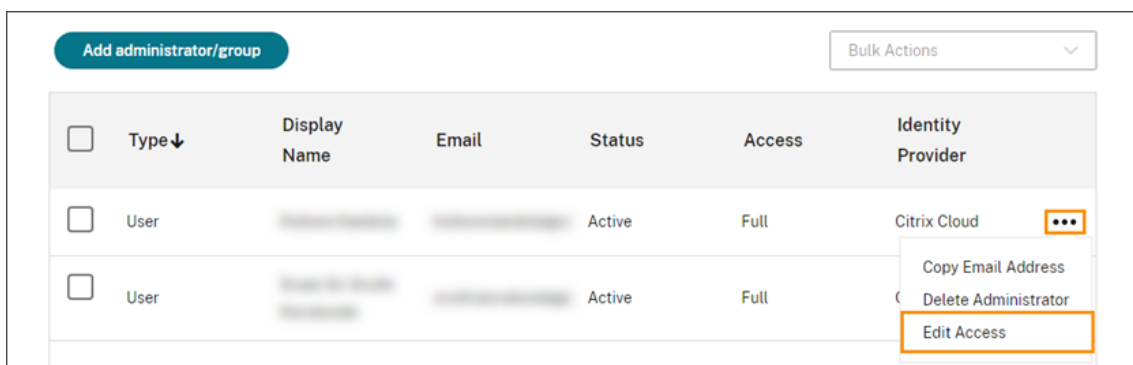 Add administrator/group
Bulk Actions
Type↓
Display
Name
Email
Status
Access
Identity
Provider
User
Active
Full
Citrix Cloud
•••
Copy Email Address
User
Active
Full
Delete Administrator
Edit Access